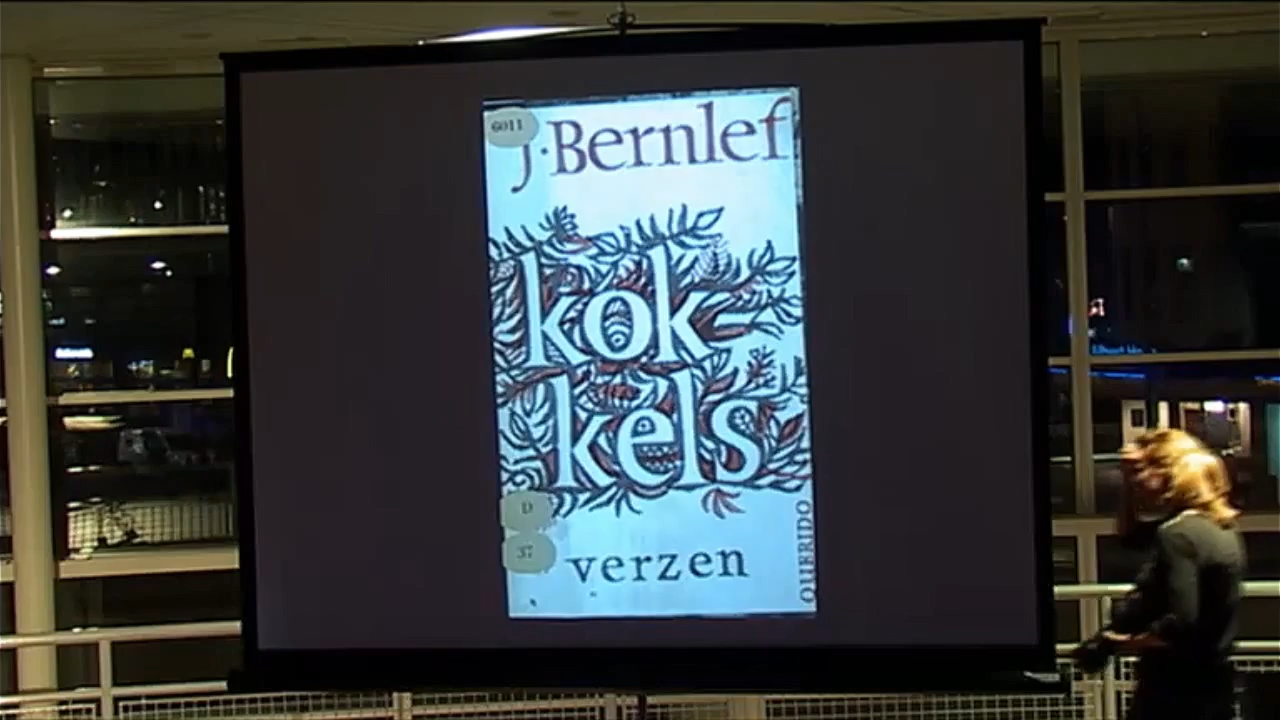 6011
J. Bernlef
kok-
kels
D
37
verzen
QUERIDO